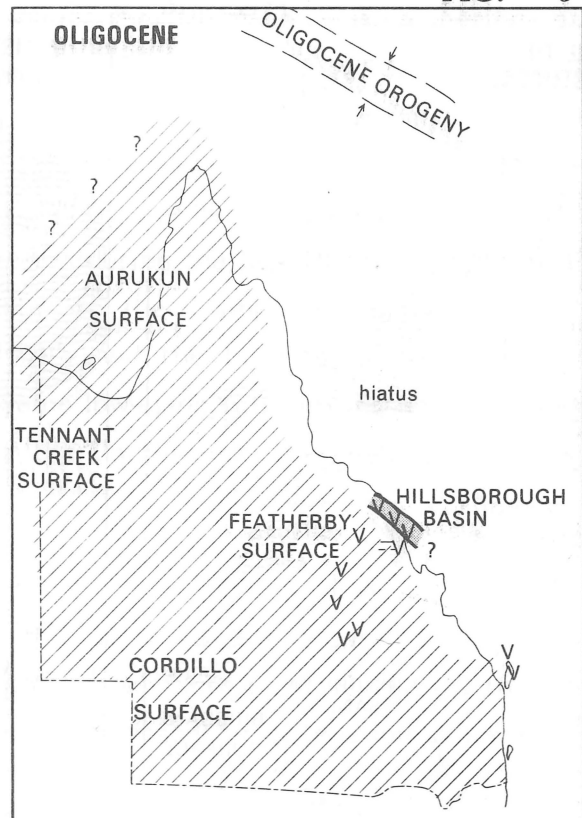 OLIGOCENE
OLIGOCENE OROGENY
?
?
?
AURUKUN
SURFACE
hiatus
TENNANT
CREEK
SURFACE
HILLSBOROUGH
BASIN
FEATHERBY
SURFACE
?
V
V
V
V
V
V
V
V
V
V
V
CORDILLO
SURFACE